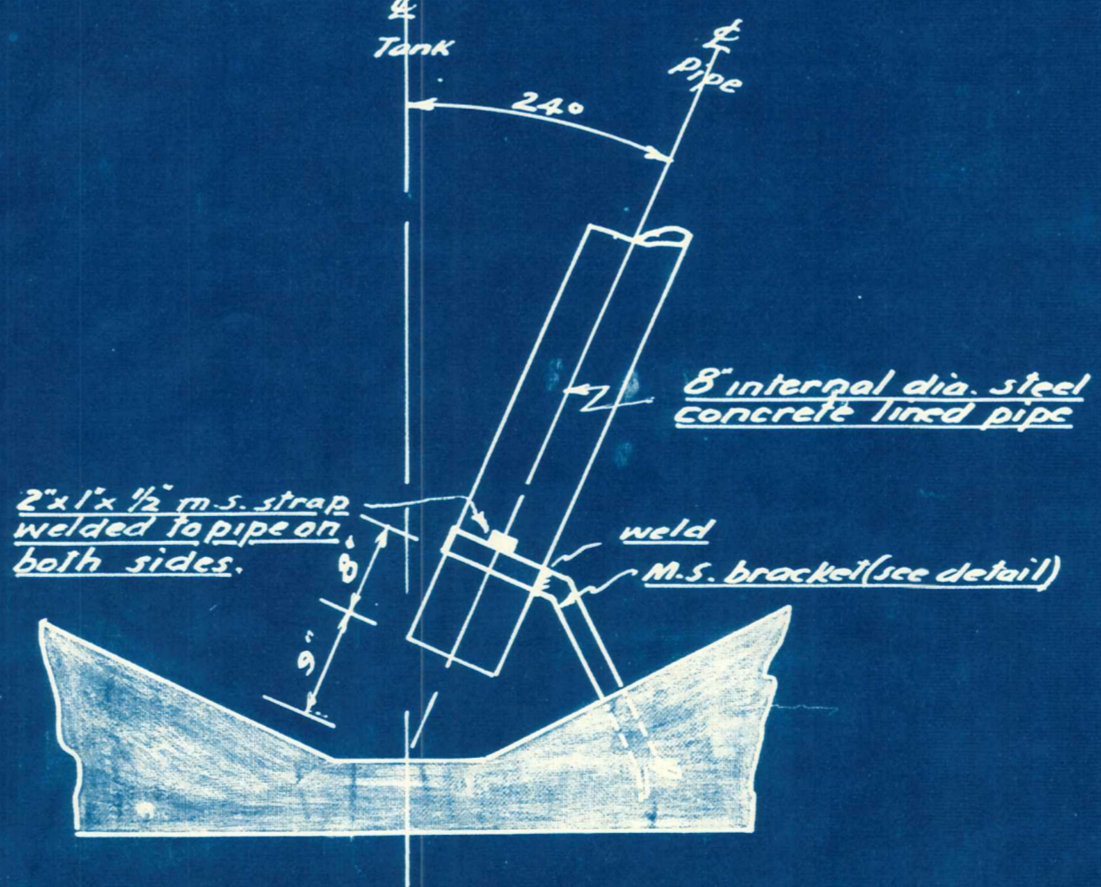 ℄
Tank
℄
pipe
24°
8" internal dia. steel
concrete lined pipe
2"x1"x 1/2" m.s. strap
welded to pipe on
both sides.
8"
weld
M.S. bracket (see detail)
9"